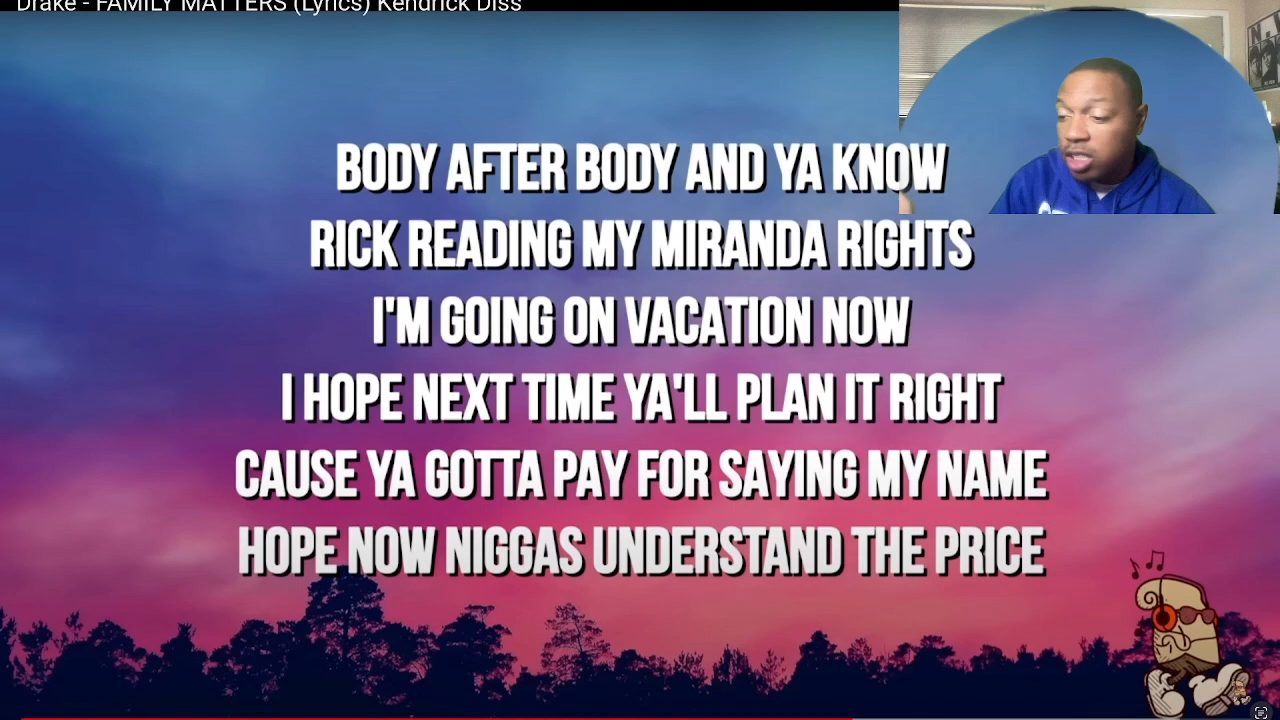 Drake - FAMILY MATTERS (Lyrics) Kendrick Diss
BODY AFTER BODY AND YA KNOW
RICK READING MY MIRANDA RIGHTS
I'M GOING ON VACATION NOW
I HOPE NEXT TIME YA'LL PLAN IT RIGHT
CAUSE YA GOTTA PAY FOR SAYING MY NAME
HOPE NOW NIGGAS UNDERSTAND THE PRICE